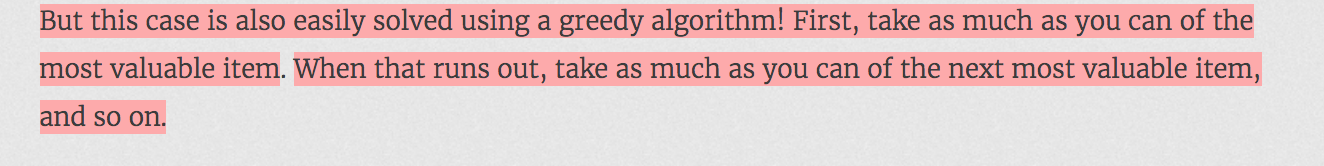 But this case is also easily solved using a greedy algorithm! First, take as much as you can of the
most valuable item. When that runs out, take as much as you can of the next most valuable item,
and so on.